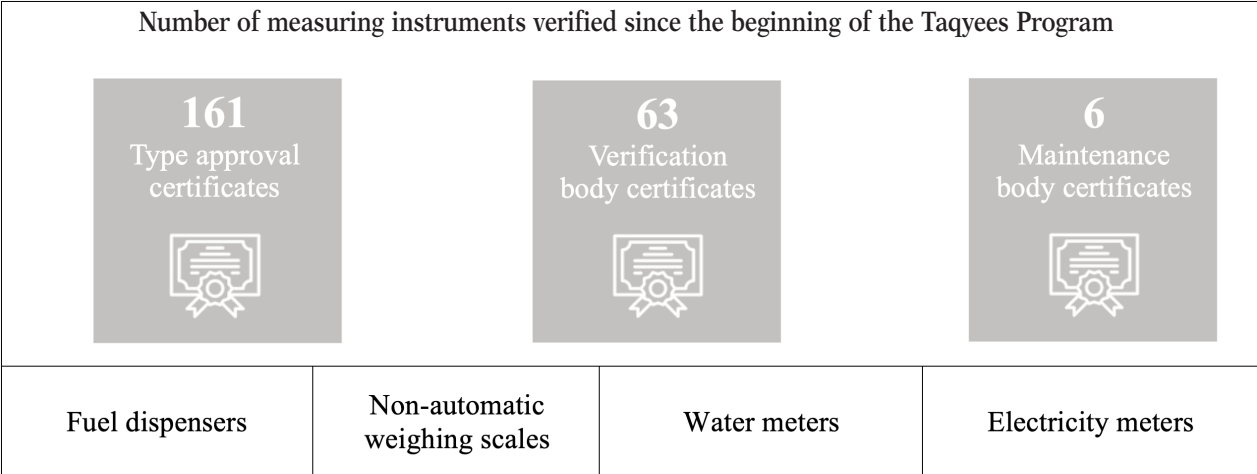 Number of measuring instruments verified since the beginning of the Taqyees Program
161
Type approval
certificates
63
Verification
body certificates
6
Maintenance
body certificates
Fuel dispensers
Non-automatic
weighing scales
Water meters
Electricity meters